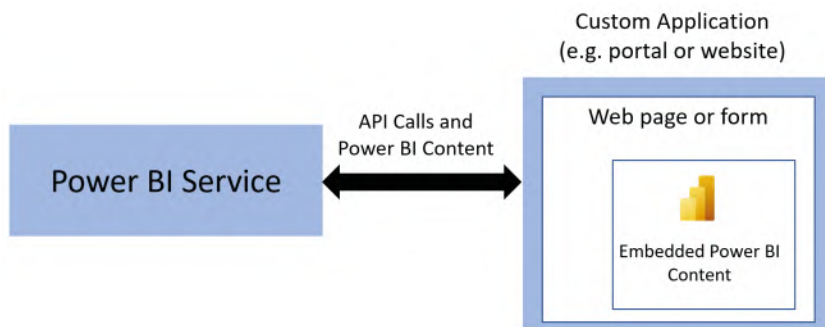 Custom Application
(e.g. portal or website)
Web page or form
API Calls and
Power BI Content
Power BI Service
Embedded Power BI
Content